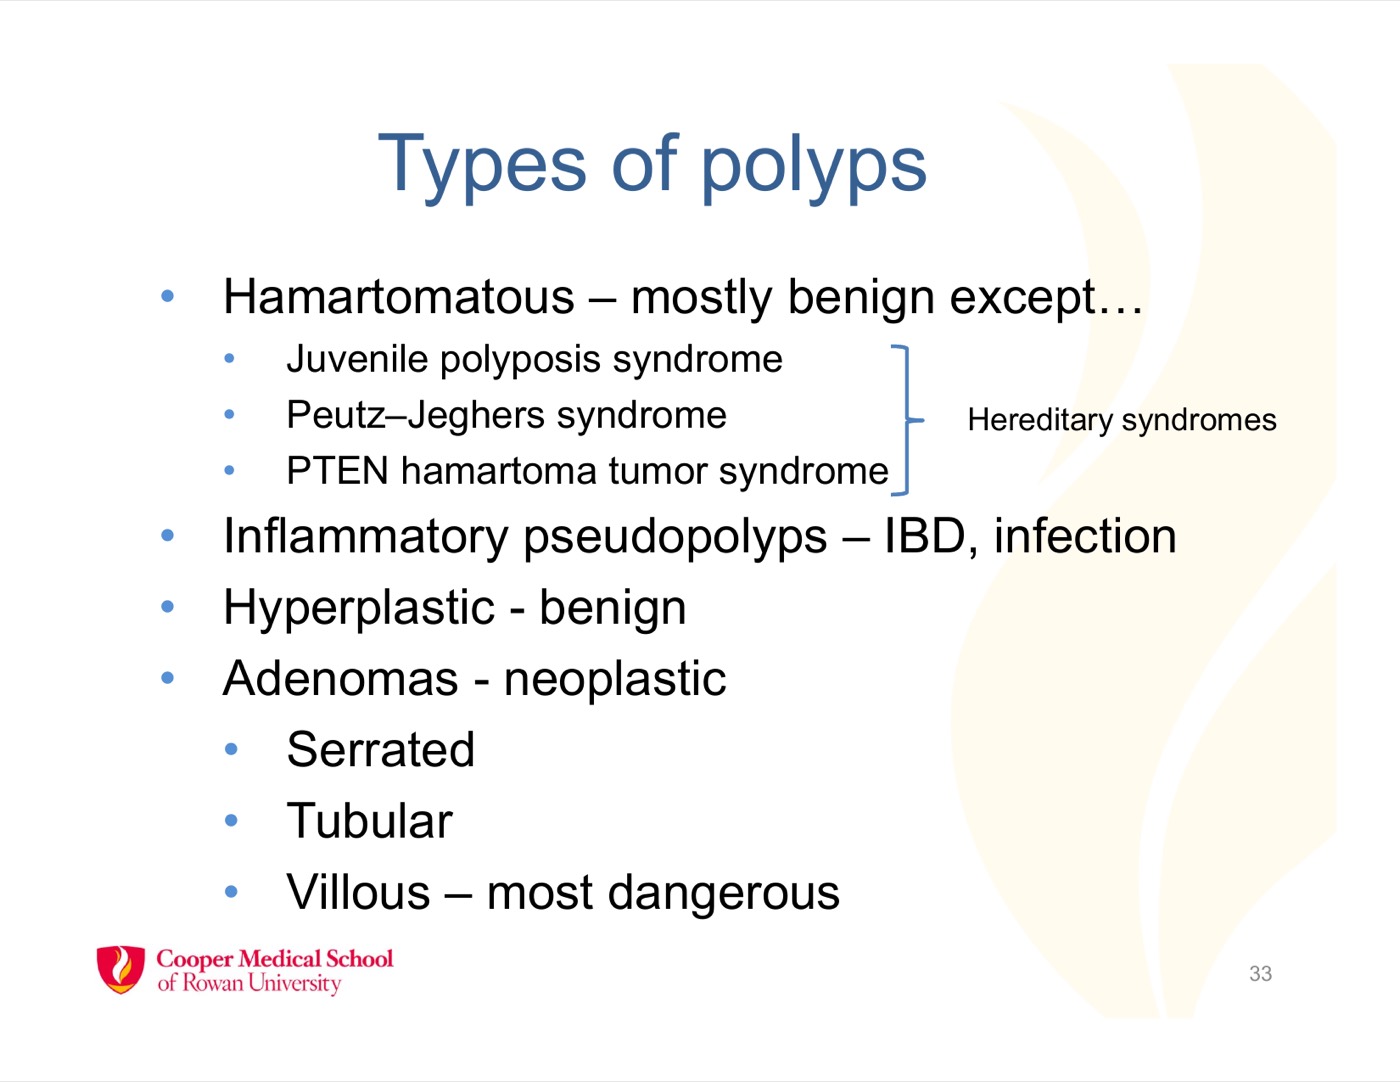 Types of polyps
• Hamartomatous – mostly benign except…
• Juvenile polyposis syndrome
• Peutz–Jeghers syndrome
• PTEN hamartoma tumor syndrome
Hereditary syndromes
• Inflammatory pseudopolyps – IBD, infection
• Hyperplastic - benign
• Adenomas - neoplastic
• Serrated
• Tubular
• Villous – most dangerous
Cooper Medical School
of Rowan University
33